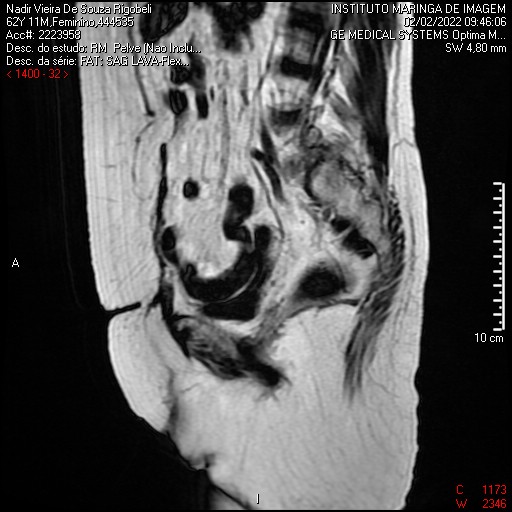 Nadir Vieira De Souza Rigobeli
62Y 11M,Feminino,444535
Acc#: 2223953
Desc. do estudo: RM Pelve (Nao Inclu...
Desc. da série: FAT: SAG LAVA-Flex...
< 1400 - 32 >
INSTITUTO MARINGA DE IMAGEM
02/02/2022 09:46:06
GE MEDICAL SYSTEMS Optima M...
SW 4,80 mm
A
10 cm
I
C 1173
W 2346